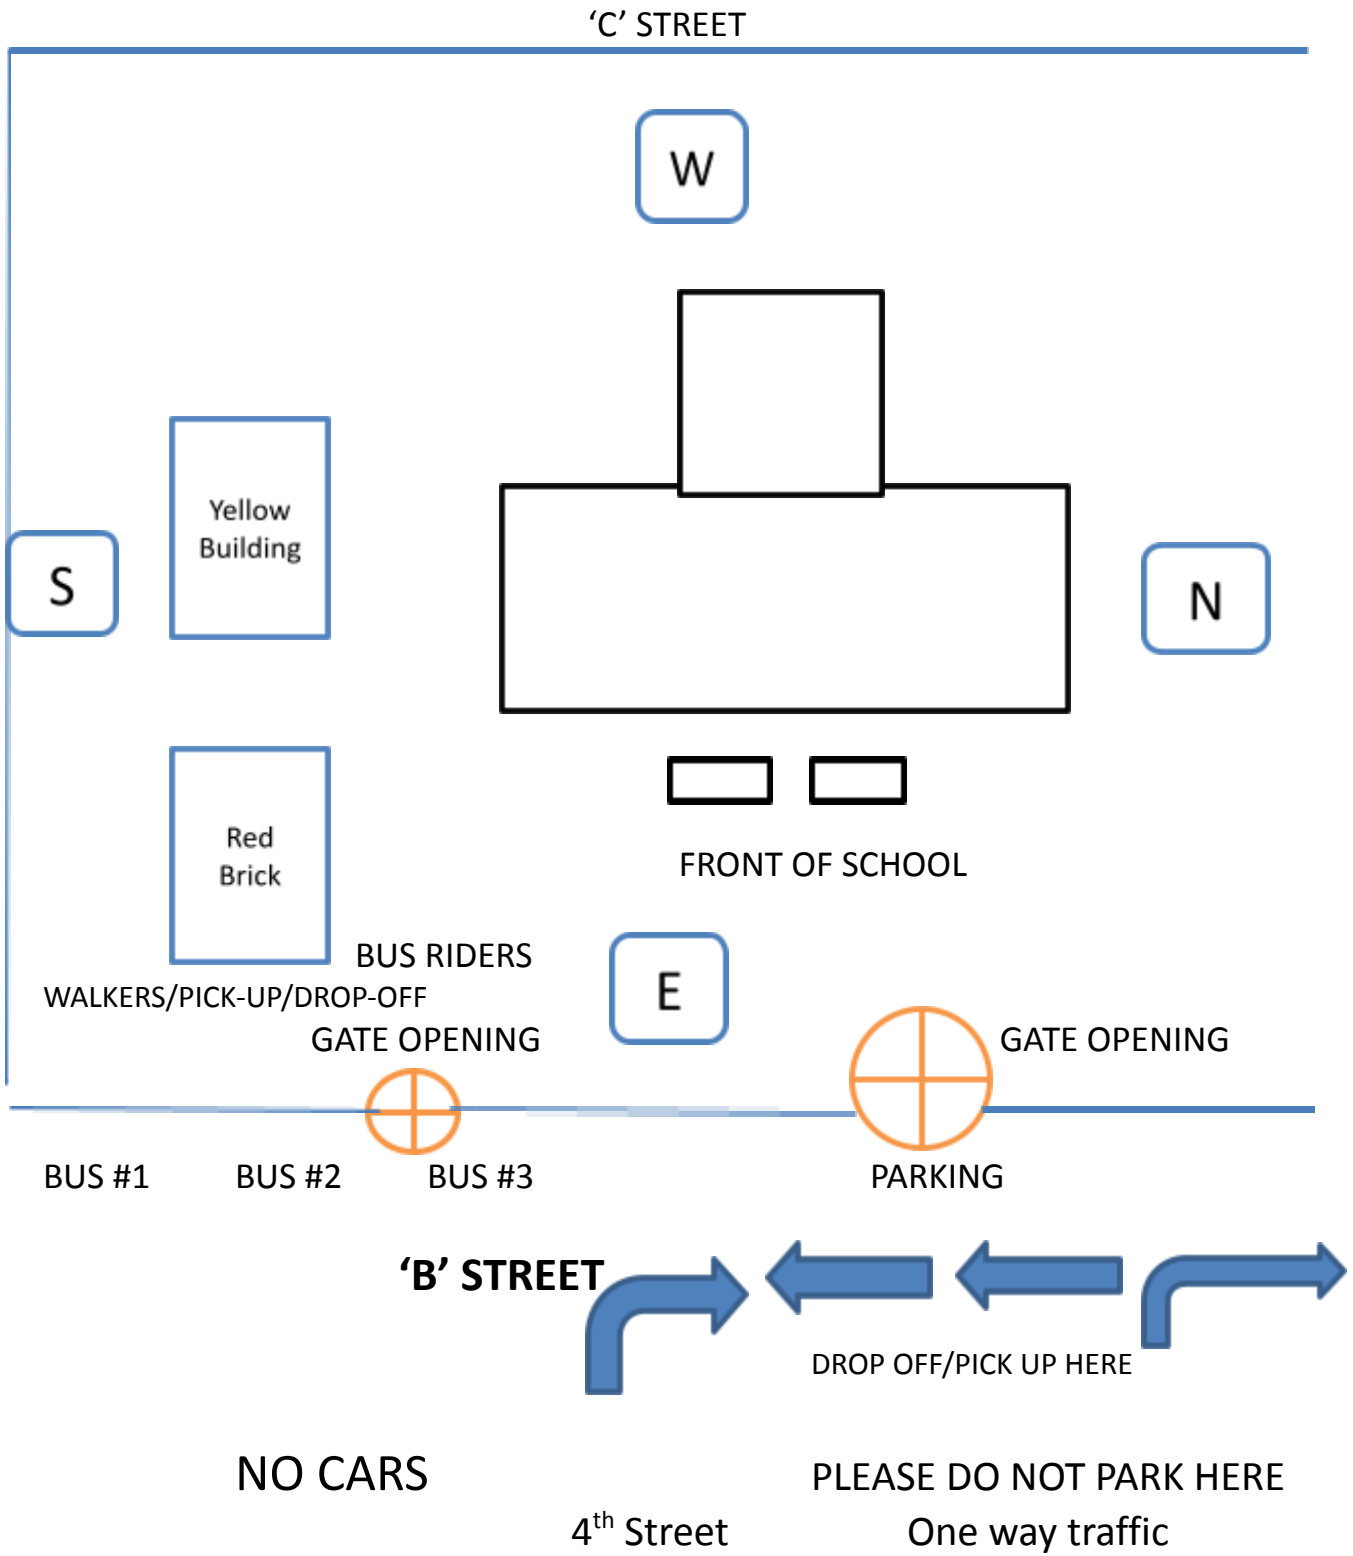 ‘C’ STREET
W
Yellow
Building
S
N
Red
Brick
FRONT OF SCHOOL
BUS RIDERS
E
WALKERS/PICK-UP/DROP-OFF
GATE OPENING
GATE OPENING
BUS #1
BUS #2
BUS #3
PARKING
‘B’ STREET
DROP OFF/PICK UP HERE
NO CARS
PLEASE DO NOT PARK HERE
4th Street
One way traffic